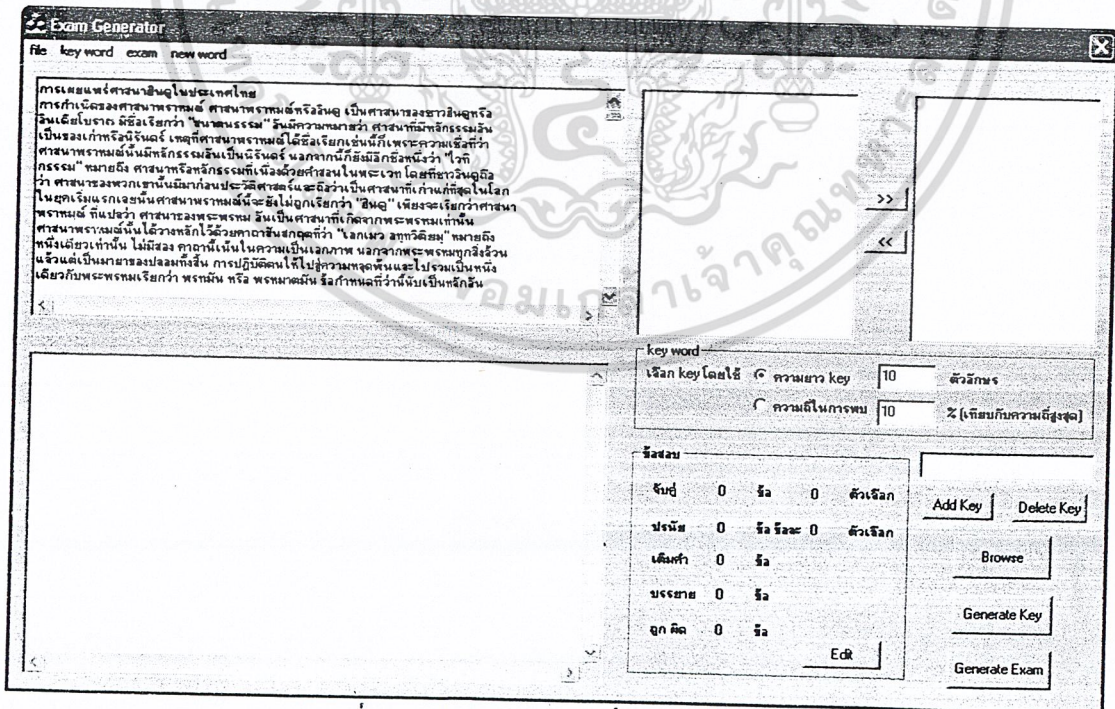 Exam Generator
file key word exam new word
การเผยแพร่ศาสนาฮินดูในประเทศไทย
การกำเนิดของศาสนาพราหมณ์ ศาสนาพราหมณ์หรือฮินดู เป็นศาสนาของชาวฮินดูหรือ
อินเดียโบราณ มีชื่อเรียกว่า "ขนาตนธรรม" อันมีความหมายว่า ศาสนาที่มีหลักธรรมอัน
เป็นของเก่าหรือนิรันดร์ เหตุที่ศาสนาพราหมณ์ได้ชื่อเรียกเช่นนี้ก็เพราะความเชื่อที่ว่า
ศาสนาพราหมณ์นั้นมีหลักธรรมอันเป็นนิรันดร์ นอกจากนี้ก็ยังมีอีกชื่อหนึ่งว่า "ไวทิ
กธรรม" หมายถึง ศาสนาหรือหลักธรรมที่เนื่องด้วยคำสอนในพระเวท โดยที่ชาวฮินดูถือ
ว่า ศาสนาของพวกเขานั้นมีมาก่อนประวัติศาสตร์และถือว่าเป็นศาสนาที่เก่าแก่ที่สุดในโลก
ในยุคเริ่มแรกเลยนั้นศาสนาพราหมณ์นี้จะยังไม่ถูกเรียกว่า "ฮินดู" เพียงจะเรียกว่าศาสนา
พราหมณ์ ที่แปลว่า ศาสนาของพระพรหม อันเป็นศาสนาที่เกิดจากพระพรหมเท่านั้น
ศาสนาพราหมณ์นั้นได้วางหลักไว้ด้วยคาถาสันสกฤตที่ว่า "เอกเมว อทฺทวิติยมฺ" หมายถึง
หนึ่งเดียวเท่านั้น ไม่มีสอง คาถานี้เน้นในความเป็นเอกภาพ นอกจากพระพรหมทุกสิ่งล้วน
แล้วแต่เป็นมายาของปลอมทั้งสิ้น การปฏิบัติตนให้ไปสู่ความหลุดพ้นและไปรวมเป็นหนึ่ง
เดียวกับพระพรหมเรียกว่า พรหมัน หรือ พรหมาตมัน ข้อกำหนดที่ว่านี้นับเป็นหลักอัน
>>
<<
key word
เลือก key โดยใช้ ความยาว key 10 ตัวอักษร
ความถี่ในการพบ 10 % (เทียบกับความถี่สูงสุด)
ข้อสอบ
จับคู่ 0 ข้อ 0 ตัวเลือก
ปรนัย 0 ข้อ ข้อละ 0 ตัวเลือก
เติมคำ 0 ข้อ
บรรยาย 0 ข้อ
ถูก ผิด 0 ข้อ
Edit
Add Key Delete Key
Browse
Generate Key
Generate Exam